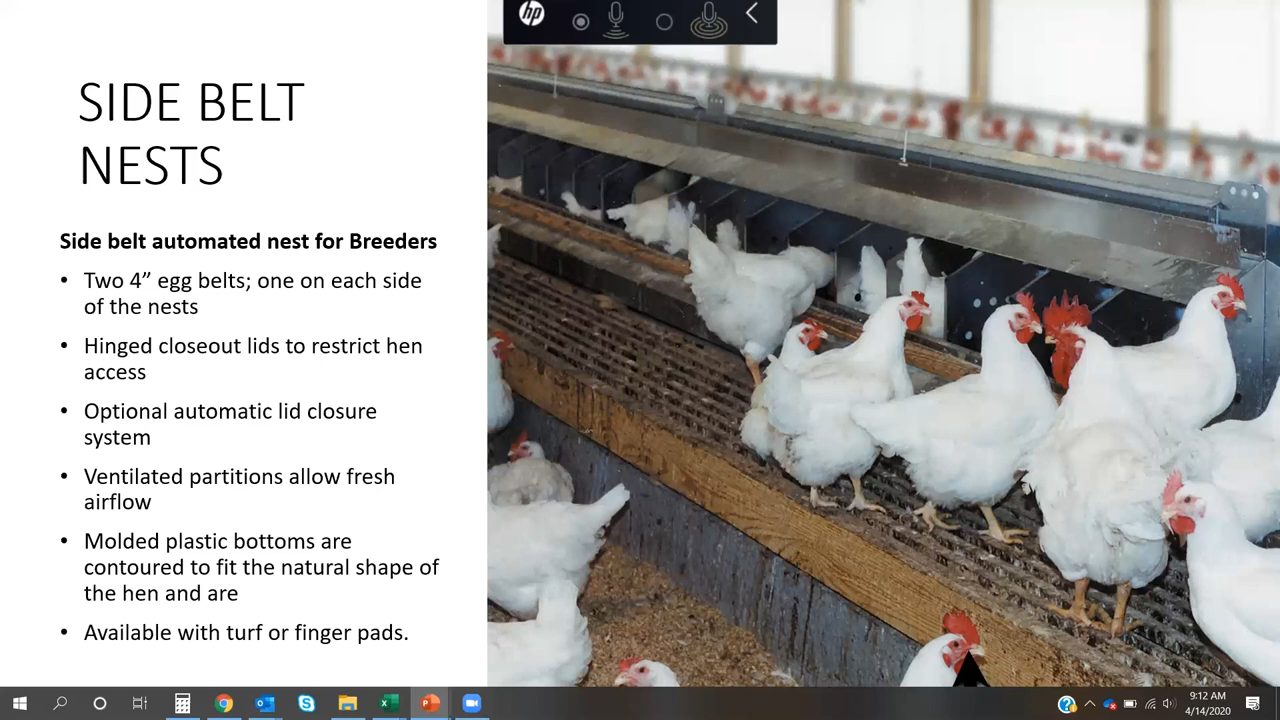 hp
SIDE BELT
NESTS
Side belt automated nest for Breeders
• Two 4” egg belts; one on each side
of the nests
• Hinged closeout lids to restrict hen
access
• Optional automatic lid closure
system
• Ventilated partitions allow fresh
airflow
• Molded plastic bottoms are
contoured to fit the natural shape of
the hen and are
• Available with turf or finger pads.
9:12 AM
4/14/2020